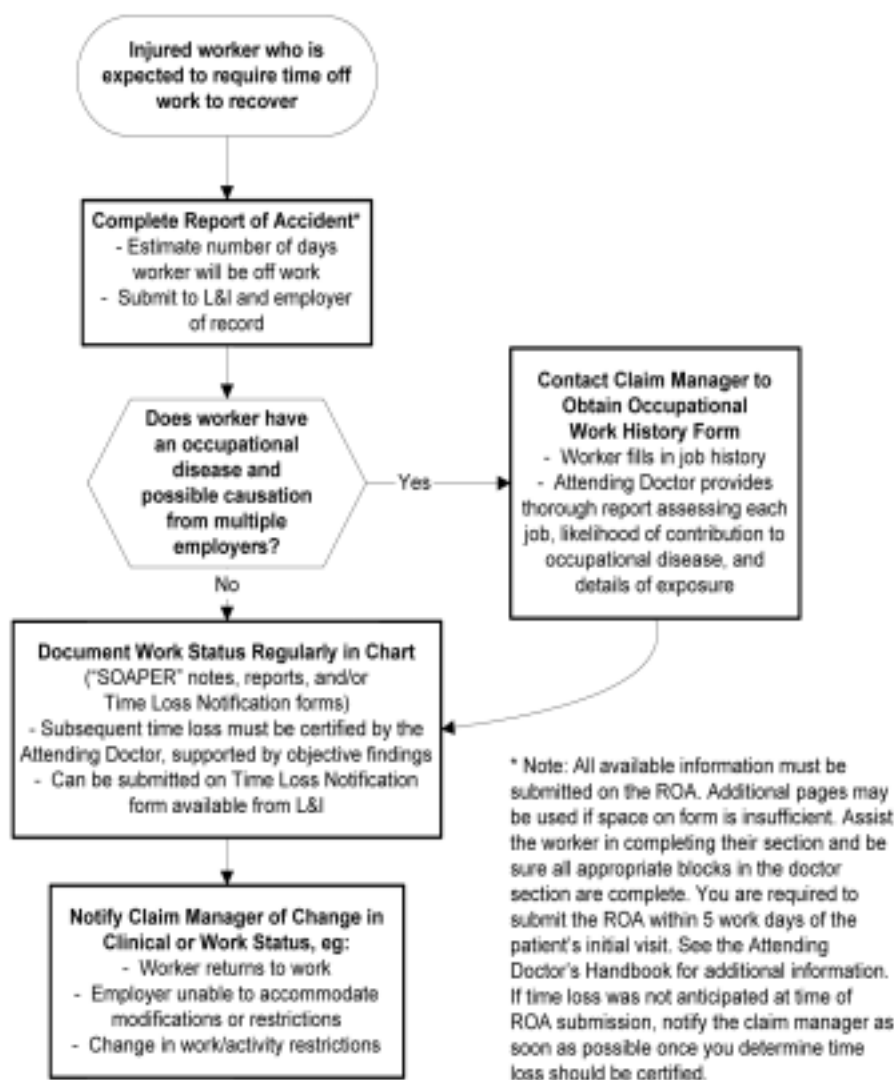 Injured worker who is
expected to require time off
work to recover
Complete Report of Accident*
- Estimate number of days
worker will be off work
- Submit to L&I and employer
of record
Does worker have
an occupational
disease and
possible causation
from multiple
employers?
Yes
Contact Claim Manager to
Obtain Occupational
Work History Form
- Worker fills in job history
- Attending Doctor provides
thorough report assessing each
job, likelihood of contribution to
occupational disease, and
details of exposure
No
Document Work Status Regularly in Chart
("SOAPER" notes, reports, and/or
Time Loss Notification forms)
- Subsequent time loss must be certified by the
Attending Doctor, supported by objective findings
- Can be submitted on Time Loss Notification
form available from L&I
Notify Claim Manager of Change in
Clinical or Work Status, eg:
- Worker returns to work
- Employer unable to accommodate
modifications or restrictions
- Change in work/activity restrictions
* Note: All available information must be
submitted on the ROA. Additional pages may
be used if space on form is insufficient. Assist
the worker in completing their section and be
sure all appropriate blocks in the doctor
section are complete. You are required to
submit the ROA within 5 work days of the
patient's initial visit. See the Attending
Doctor's Handbook for additional information.
If time loss was not anticipated at time of
ROA submission, notify the claim manager as
soon as possible once you determine time
loss should be certified.